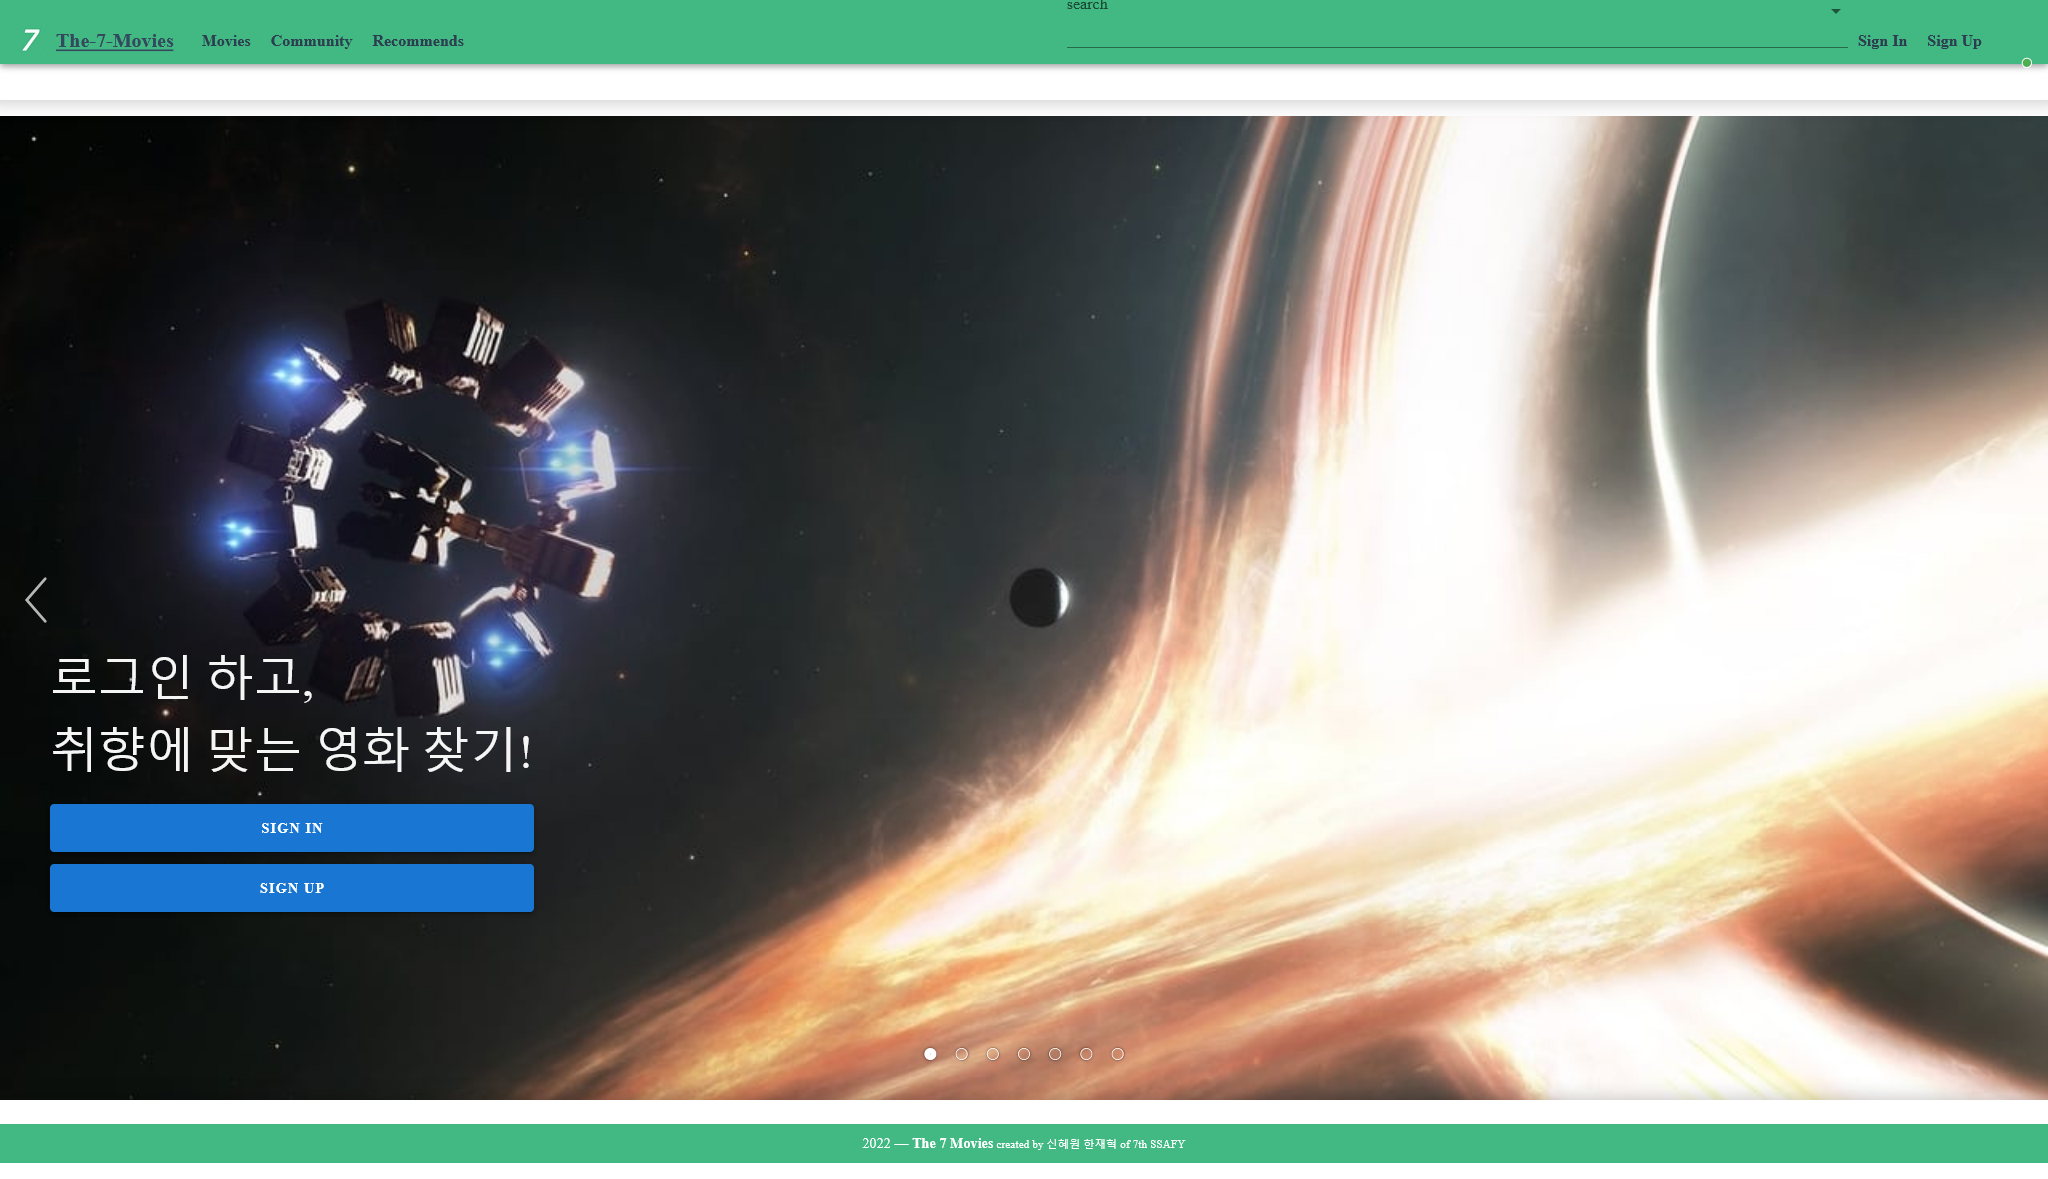 search
7 The-7-Movies Movies Community Recommends Sign In Sign Up
로그인 하고,
취향에 맞는 영화 찾기!
SIGN IN
SIGN UP
2022 — The 7 Movies created by 신혜원 한재혁 of 7th SSAFY